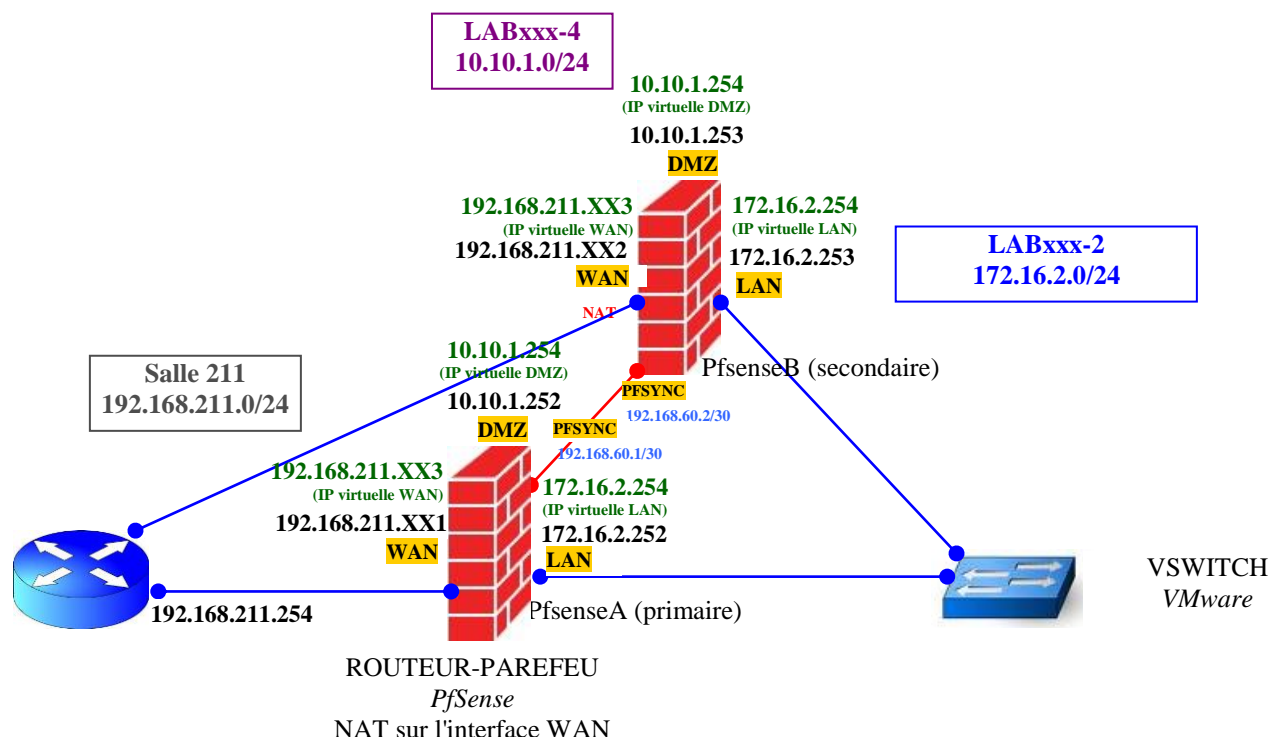 LABxxx-4
10.10.1.0/24
10.10.1.254
(IP virtuelle DMZ)
10.10.1.253
DMZ
192.168.211.XX3
(IP virtuelle WAN)
192.168.211.XX2
WAN
NAT
172.16.2.254
(IP virtuelle LAN)
172.16.2.253
LAN
LABxxx-2
172.16.2.0/24
PfsenseB (secondaire)
Salle 211
192.168.211.0/24
10.10.1.254
(IP virtuelle DMZ)
10.10.1.252
DMZ
PFSYNC
192.168.60.2/30
PFSYNC
192.168.60.1/30
192.168.211.XX3
(IP virtuelle WAN)
192.168.211.XX1
WAN
172.16.2.254
(IP virtuelle LAN)
172.16.2.252
LAN
192.168.211.254
PfsenseA (primaire)
VSWITCH
VMware
ROUTEUR-PAREFEU
PfSense
NAT sur l'interface WAN